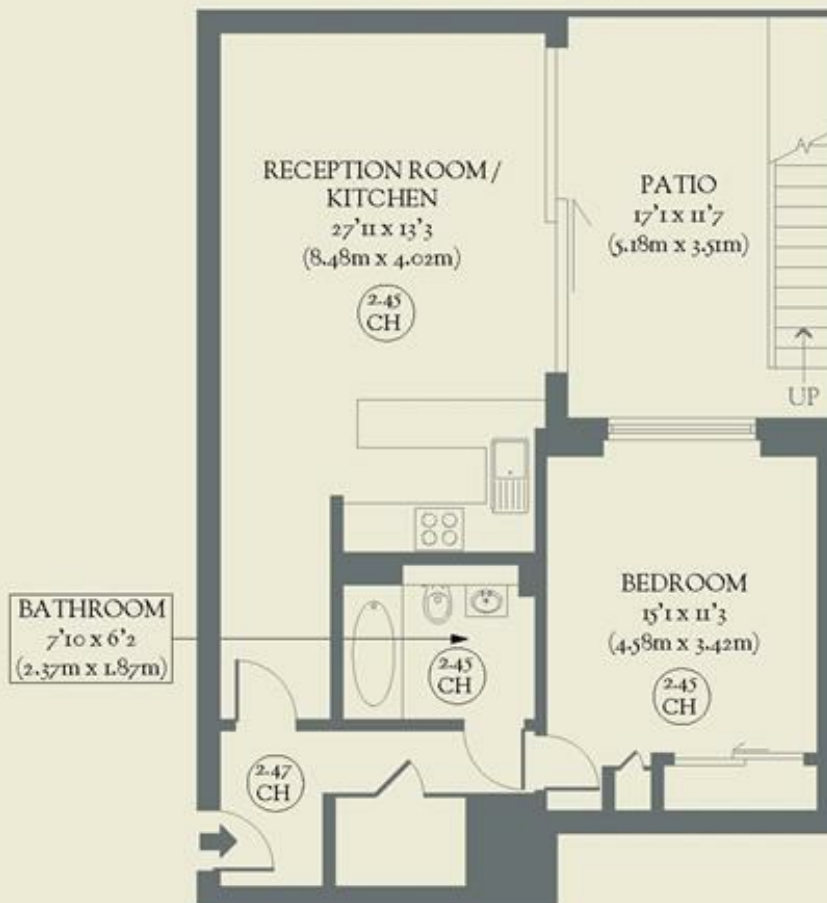 RECEPTION ROOM /
KITCHEN
27'11 x 13'3
(8.48m x 4.02m)
2.45
CH
PATIO
17'1 x 11'7
(5.18m x 3.51m)
UP
BEDROOM
15'1 x 11'3
(4.58m x 3.42m)
2.45
CH
BATHROOM
7'10 x 6'2
(2.37m x 1.87m)
2.45
CH
2.47
CH